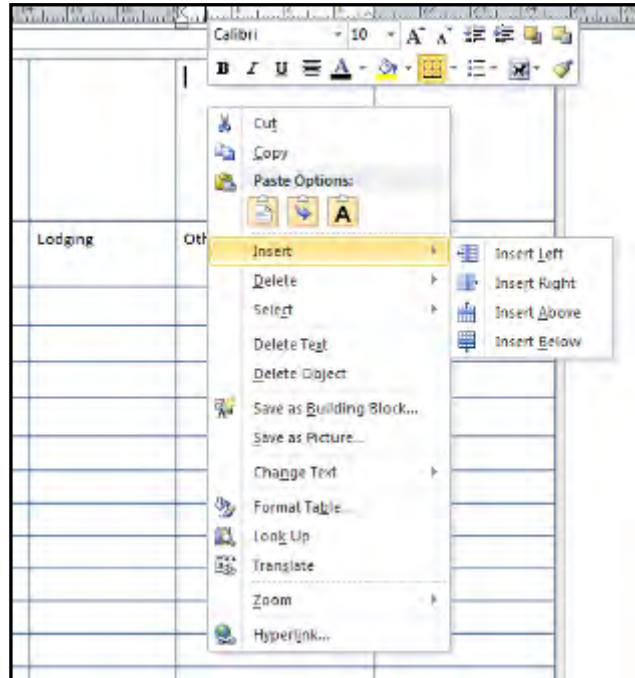 Calibri 10 A A
B I U A
Cut
Copy
Paste Options:
A
Lodging
Oth
Insert
Insert Left
Delete
Insert Right
Select
Insert Above
Delete Text
Insert Below
Delete Object
Save as Building Block...
Save as Picture...
Change Text
Format Table...
Look Up
Translate
Zoom
Hyperlink...